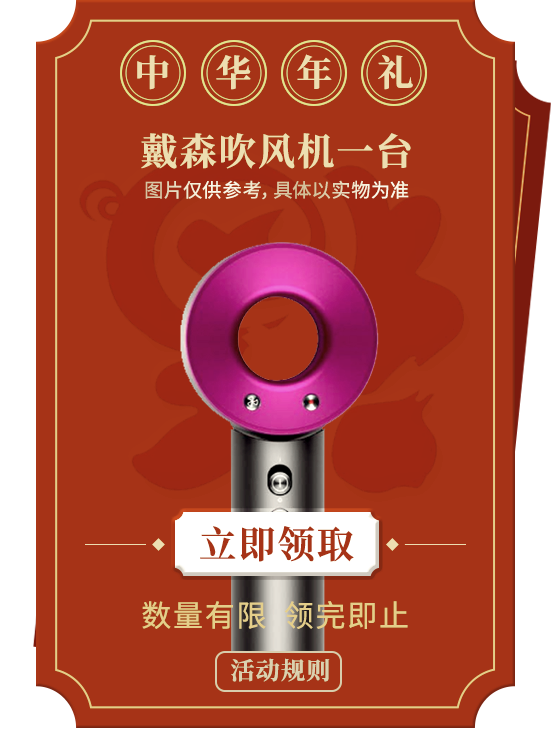 中华年礼
戴森吹风机一台
图片仅供参考,具体以实物为准
立即领取
数量有限 领完即止
活动规则